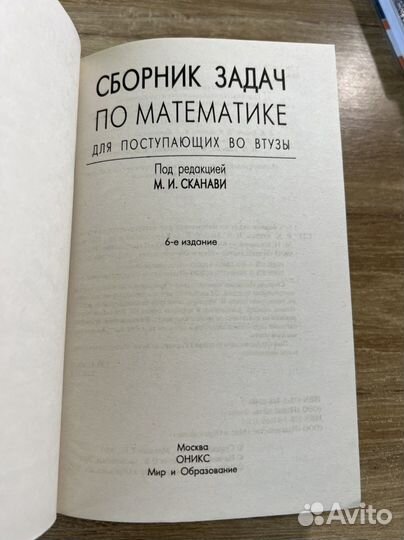 СБОРНИК ЗАДАЧ
ПО МАТЕМАТИКЕ
ДЛЯ ПОСТУПАЮЩИХ ВО ВТУЗЫ
Под редакцией
М. И. СКАНАВИ
6-е издание
Москва
ОНИКС
Мир и Образование
Avito